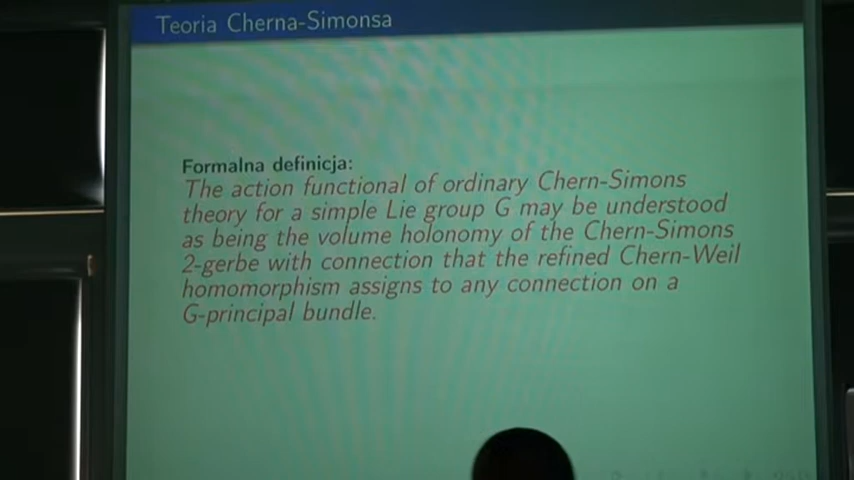 Teoria Cherna-Simonsa
Formalna definicja:
The action functional of ordinary Chern-Simons
theory for a simple Lie group G may be understood
as being the volume holonomy of the Chern-Simons
2-gerbe with connection that the refined Chern-Weil
homomorphism assigns to any connection on a
G-principal bundle.